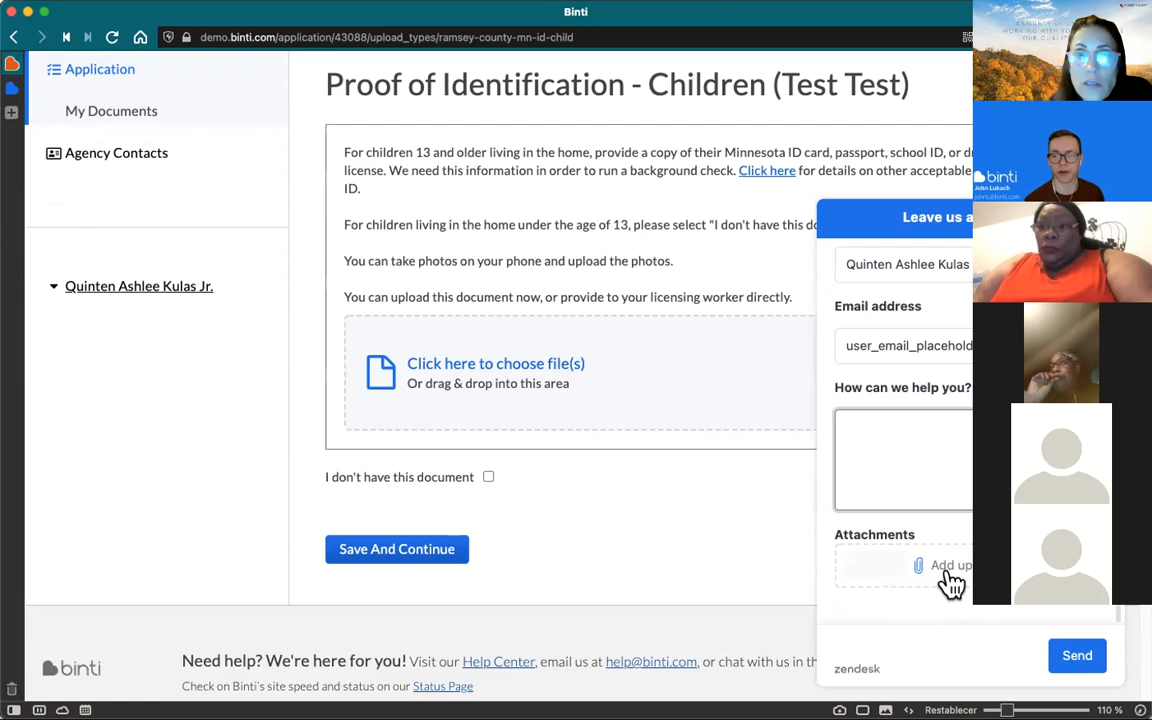 Binti
demo.binti.com/application/43088/upload_types/ramsey-county-mn-id-child
Application
My Documents
Agency Contacts
Quinten Ashlee Kulas Jr.
Proof of Identification - Children (Test Test)
For children 13 and older living in the home, provide a copy of their Minnesota ID card, passport, school ID, or
license. We need this information in order to run a background check. Click here for details on other acceptable
ID.
For children living in the home under the age of 13, please select "I don't have this
You can take photos on your phone and upload the photos.
You can upload this document now, or provide to your licensing worker directly.
Click here to choose file(s)
Or drag & drop into this area
I don't have this document
Save And Continue
Leave us a
Quinten Ashlee Kulas
Email address
user_email_placehold
How can we help you?
Attachments
Add up
zendesk
Send
binti
Need help? We're here for you! Visit our Help Center, email us at help@binti.com, or chat with us in th
Check on Binti's site speed and status on our Status Page
Restablecer
110 %
binti
John Lukach